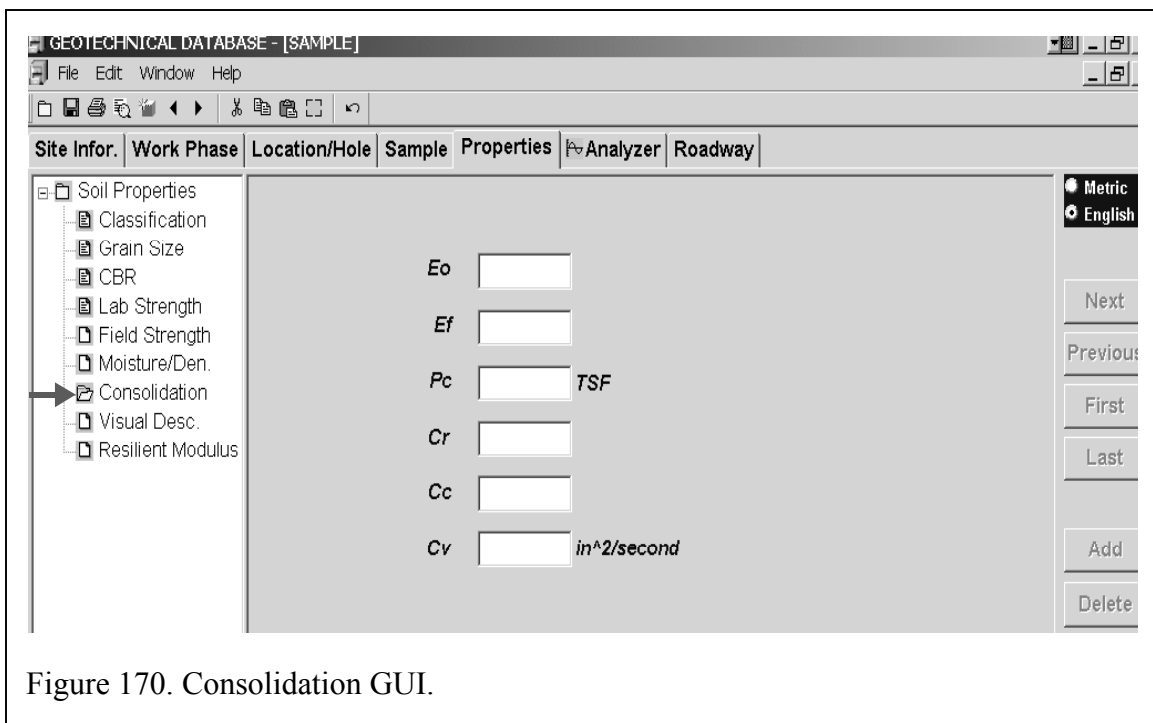 GEOTECHNICAL DATABASE - [SAMPLE]
File Edit Window Help
Site Infor. Work Phase Location/Hole Sample Properties Analyzer Roadway
Soil Properties
Classification
Grain Size
CBR
Lab Strength
Field Strength
Moisture/Den.
Consolidation
Visual Desc.
Resilient Modulus
Eo
Ef
Pc TSF
Cr
Cc
Cv in^2/second
Metric
English
Next
Previous
First
Last
Add
Delete
Figure 170. Consolidation GUI.